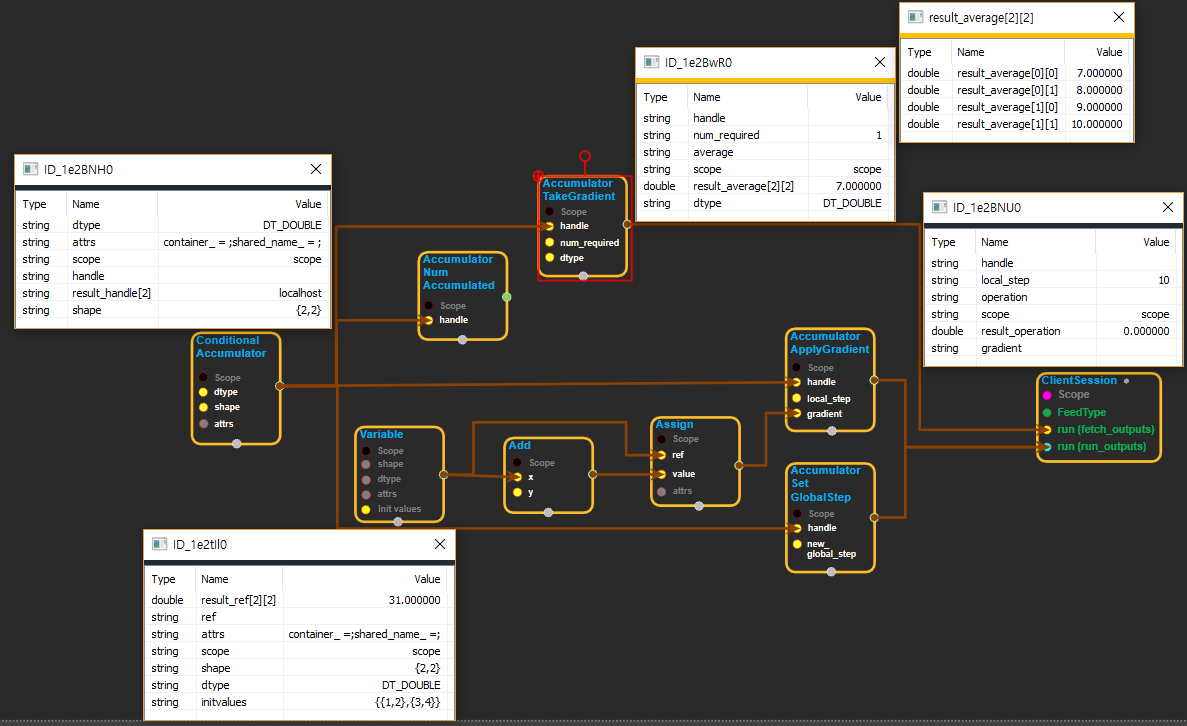 result_average[2][2]
Type Name Value
double result_average[0][0] 7.000000
double result_average[0][1] 8.000000
double result_average[1][0] 9.000000
double result_average[1][1] 10.000000
ID_1e2BwR0
Type Name Value
string handle
string num_required 1
string average
string scope scope
double result_average[2][2] 7.000000
string dtype DT_DOUBLE
ID_1e2BNH0
Type Name Value
string dtype DT_DOUBLE
string attrs container_ = ;shared_name_ = ;
string scope scope
string handle
string result_handle[2] localhost
string shape {2,2}
ID_1e2BNU0
Type Name Value
string handle
string local_step 10
string operation
string scope scope
double result_operation 0.000000
string gradient
Accumulator
TakeGradient
Scope
handle
num_required
dtype
Accumulator
Num
Accumulated
Scope
handle
Conditional
Accumulator
Scope
dtype
shape
attrs
Accumulator
ApplyGradient
Scope
handle
local_step
gradient
ClientSession
Scope
FeedType
run (fetch_outputs)
run (run_outputs)
Variable
Scope
shape
dtype
attrs
Init values
Add
Scope
x
y
Assign
Scope
ref
value
attrs
Accumulator
Set
GlobalStep
Scope
handle
new_
global_step
ID_1e2tIl0
Type Name Value
double result_ref[2][2] 31.000000
string ref
string attrs container_ =;shared_name_ =;
string scope scope
string shape {2,2}
string dtype DT_DOUBLE
string initvalues {{1,2},{3,4}}